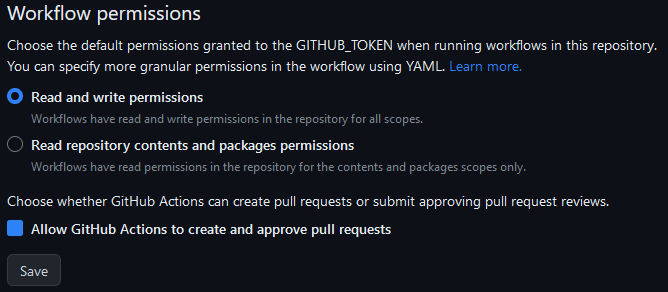 Workflow permissions
Choose the default permissions granted to the GITHUB_TOKEN when running workflows in this repository.
You can specify more granular permissions in the workflow using YAML. Learn more.
Read and write permissions
Workflows have read and write permissions in the repository for all scopes.
Read repository contents and packages permissions
Workflows have read permissions in the repository for the contents and packages scopes only.
Choose whether GitHub Actions can create pull requests or submit approving pull request reviews.
Allow GitHub Actions to create and approve pull requests
Save